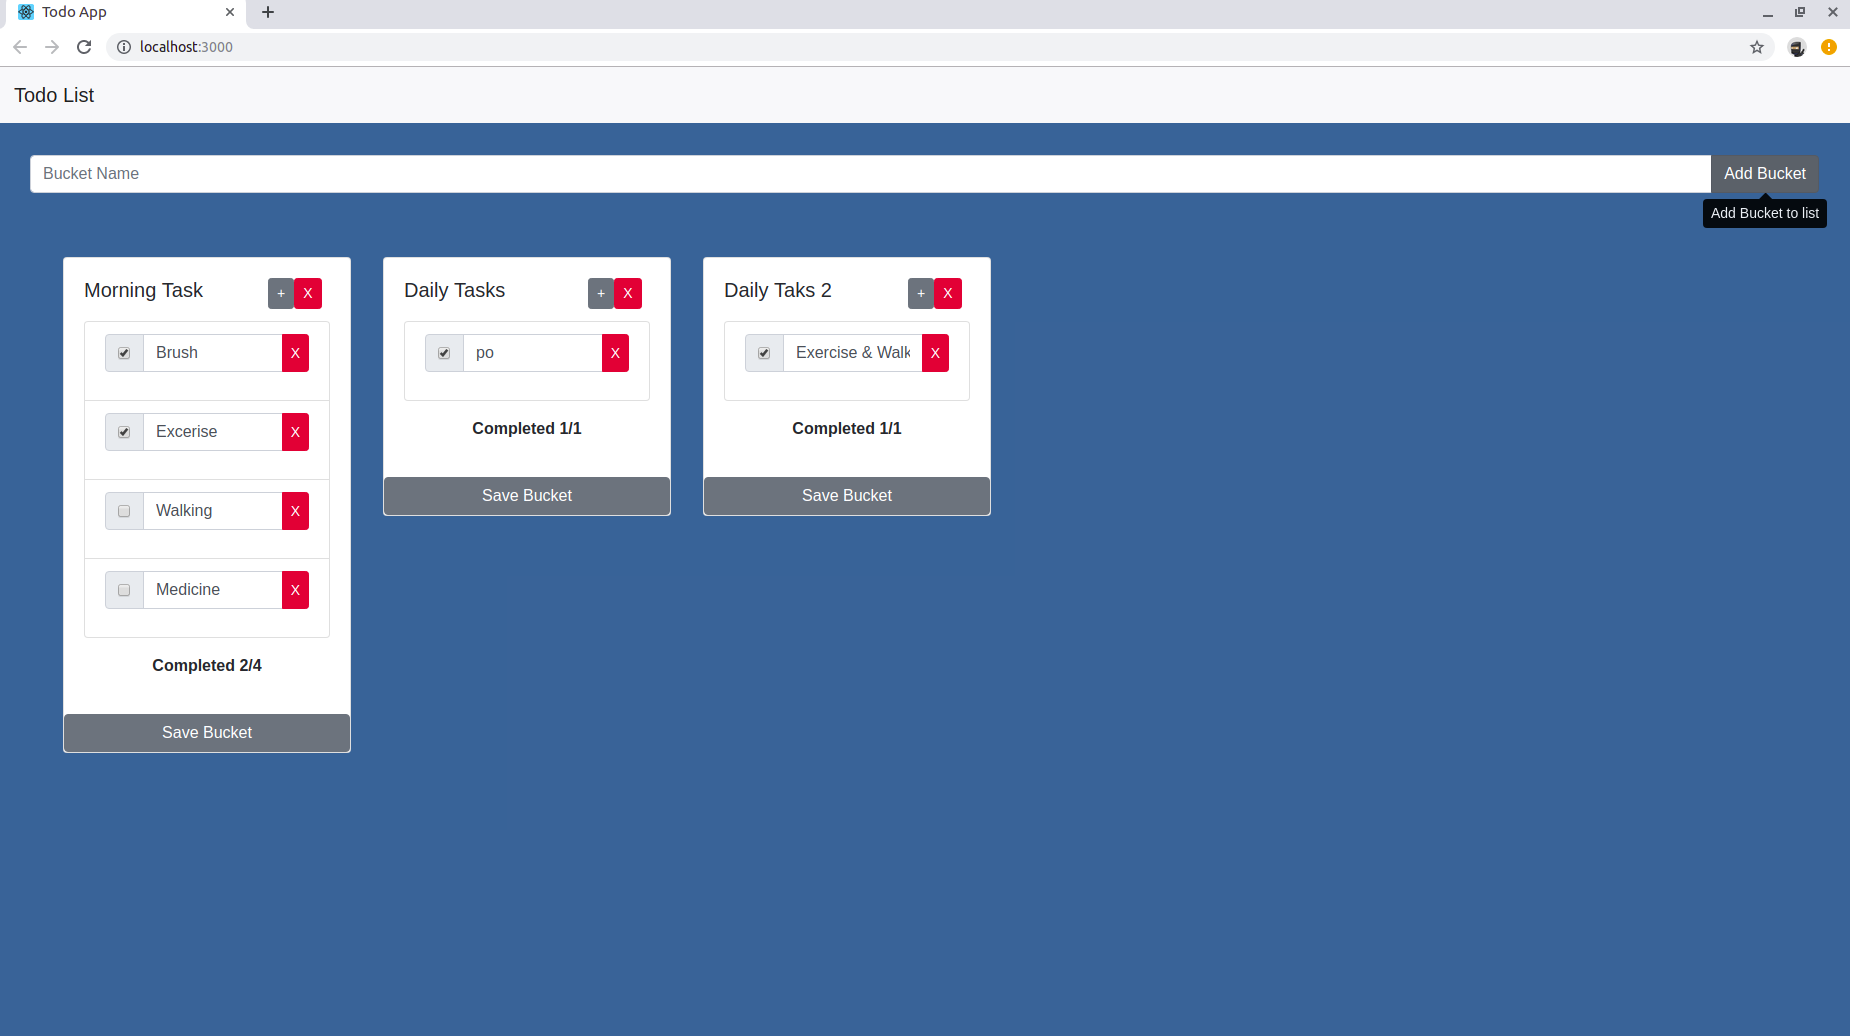 Todo App
localhost:3000
Todo List
Bucket Name
Add Bucket
Add Bucket to list
Morning Task
+ X
Brush X
Excerise X
Walking X
Medicine X
Completed 2/4
Save Bucket
Daily Tasks
+ X
po X
Completed 1/1
Save Bucket
Daily Taks 2
+ X
Exercise & Walk X
Completed 1/1
Save Bucket